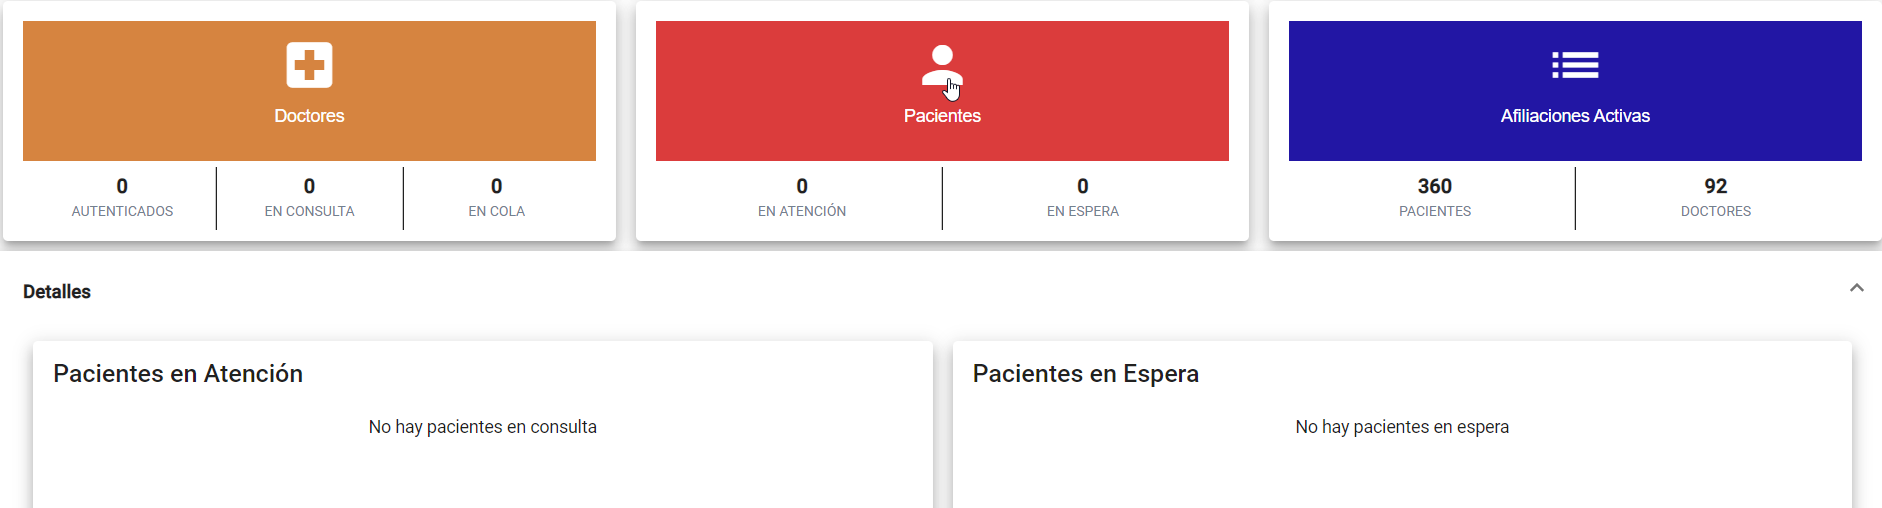 Doctores
0
AUTENTICADOS
0
EN CONSULTA
0
EN COLA
Pacientes
0
EN ATENCIÓN
0
EN ESPERA
Afiliaciones Activas
360
PACIENTES
92
DOCTORES
Detalles
Pacientes en Atención
No hay pacientes en consulta
Pacientes en Espera
No hay pacientes en espera